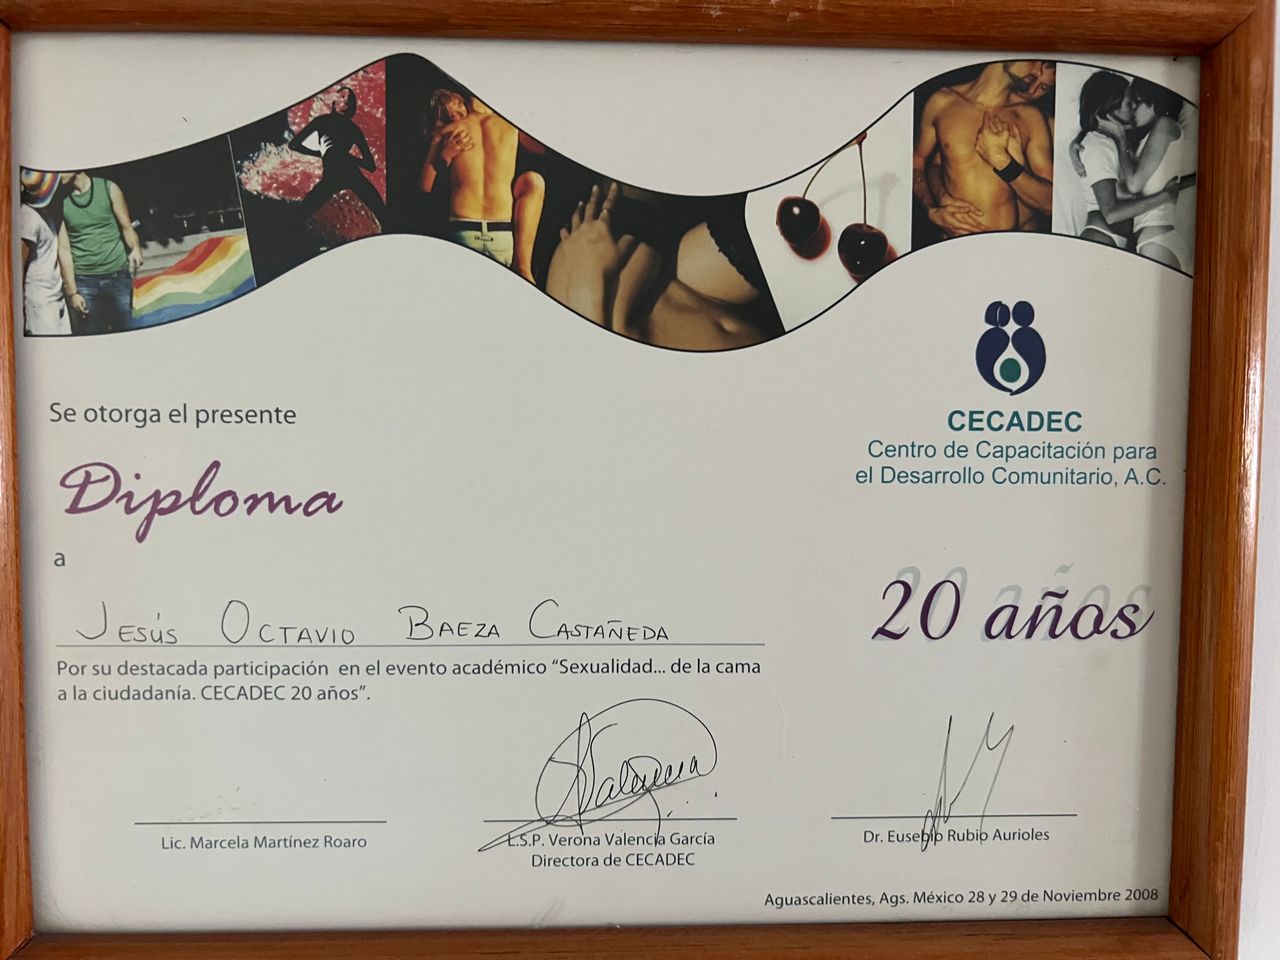 Se otorga el presente
Diploma
a
JESÚS OCTAVIO BAEZA CASTAÑEDA
Por su destacada participación en el evento académico “Sexualidad... de la cama
a la ciudadanía. CECADEC 20 años”.
CECADEC
Centro de Capacitación para
el Desarrollo Comunitario, A.C.
20 años
Valencia
Lic. Marcela Martínez Roaro
L.S.P. Verona Valencia García
Directora de CECADEC
Dr. Eusebio Rubio Aurioles
Aguascalientes, Ags. México 28 y 29 de Noviembre 2008